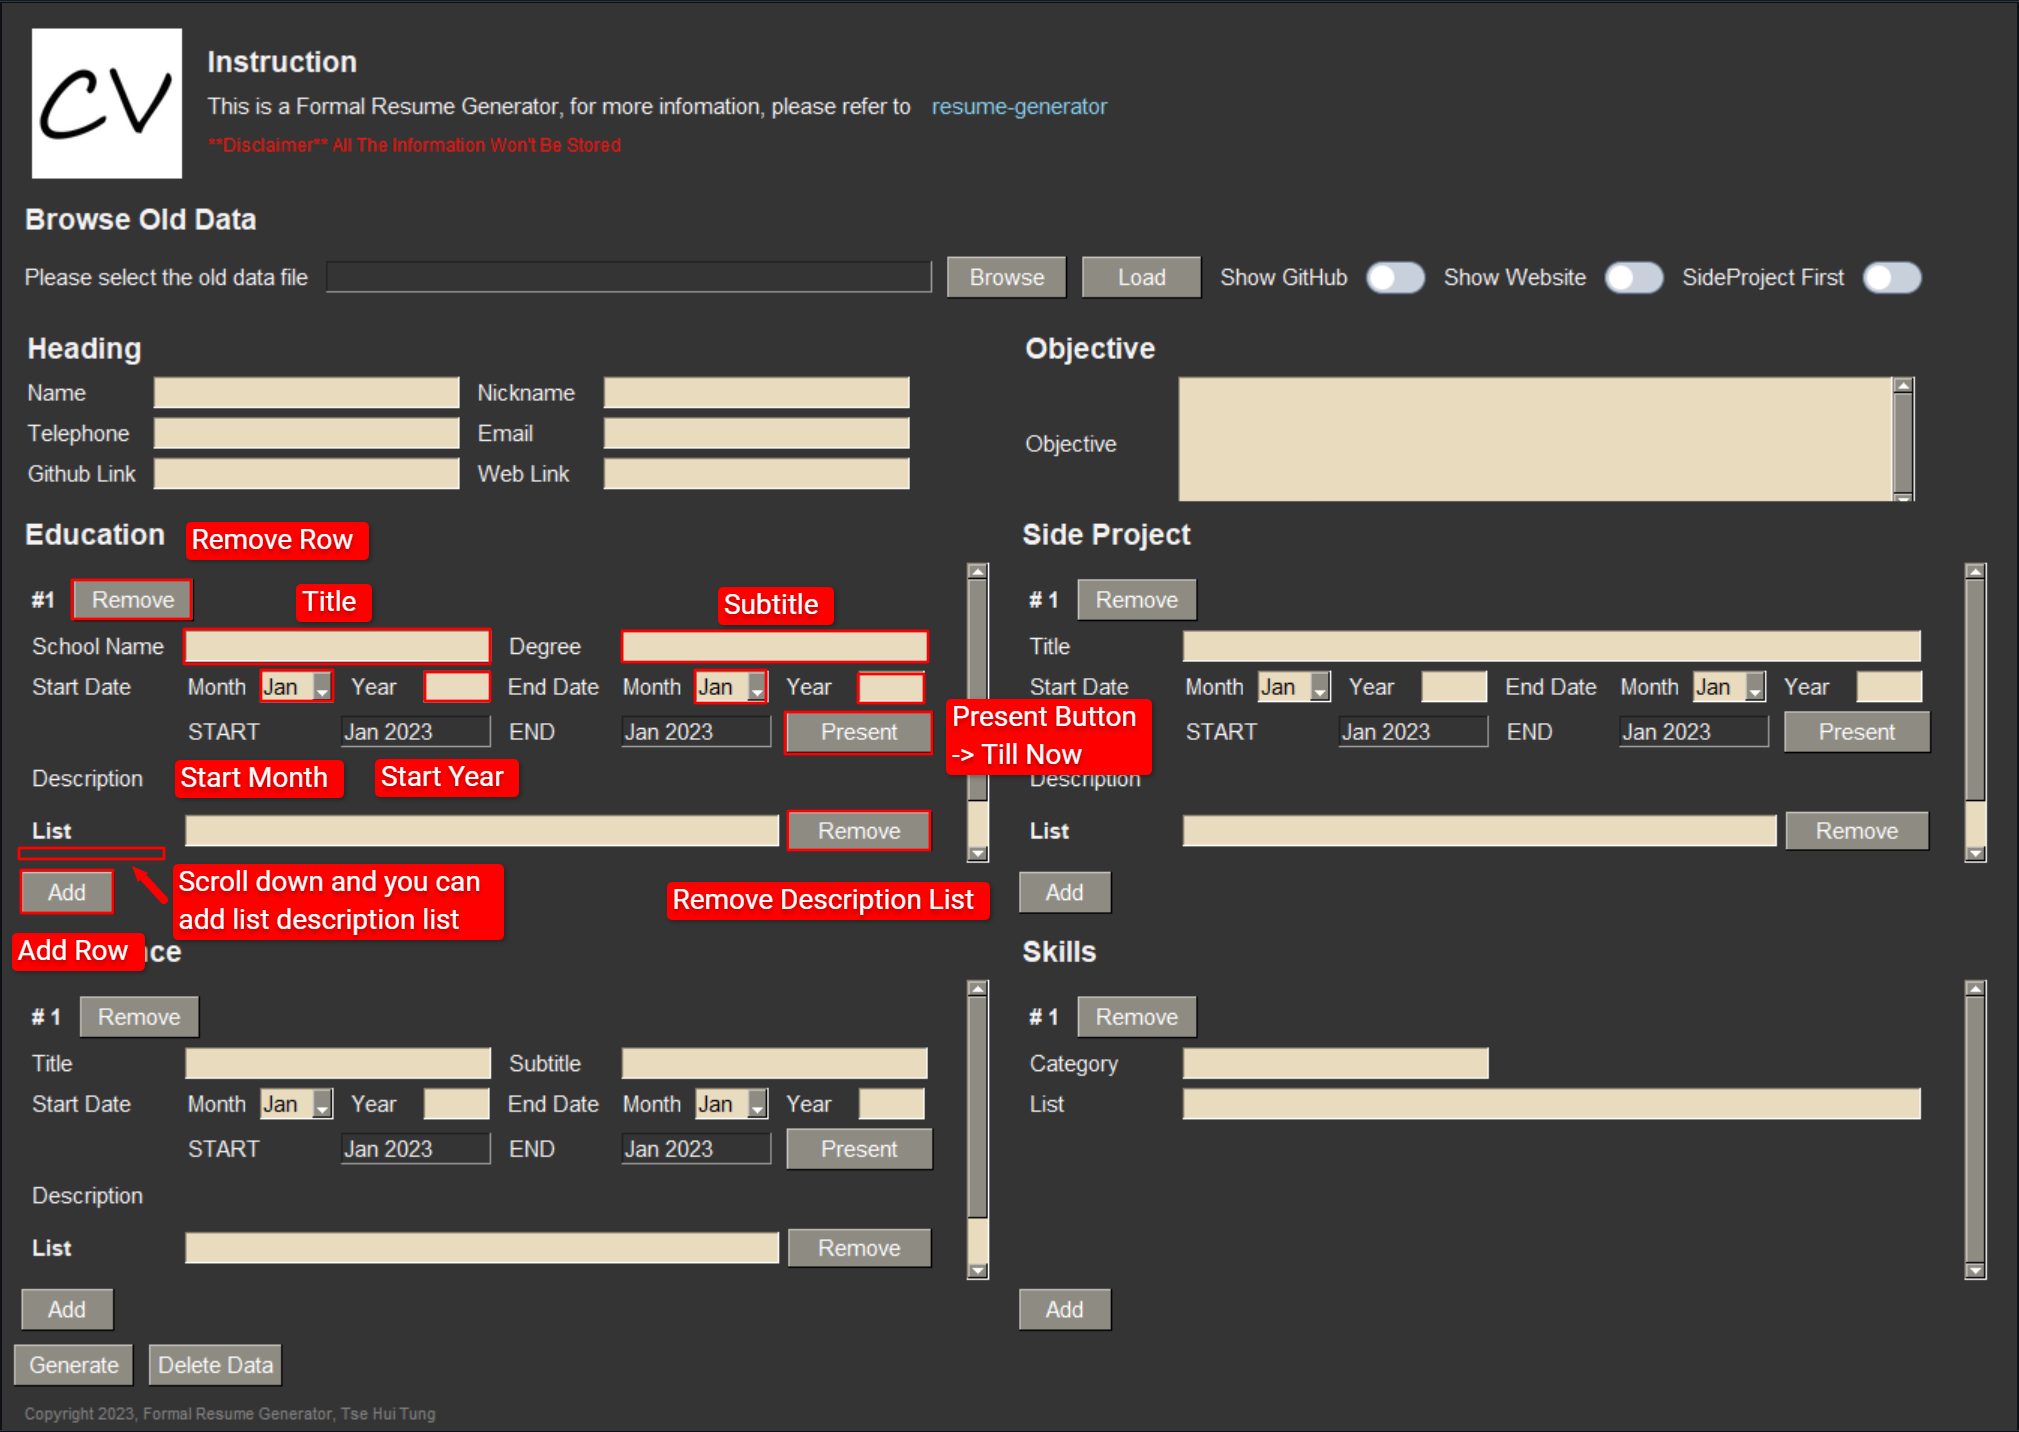 CV
Instruction
This is a Formal Resume Generator, for more infomation, please refer to resume-generator
**Disclaimer** All The Information Won't Be Stored
Browse Old Data
Please select the old data file Browse Load Show GitHub Show Website SideProject First
Heading
Name Nickname
Telephone Email
Github Link Web Link
Objective
Objective
Education Remove Row
#1 Remove Title Subtitle
School Name Degree
Start Date Month Jan Year End Date Month Jan Year
START Jan 2023 END Jan 2023 Present
Present Button
-> Till Now
Description Start Month Start Year
List Remove
Add
Scroll down and you can
add list description list
Remove Description List
Side Project
# 1 Remove
Title
Start Date Month Jan Year End Date Month Jan Year
START Jan 2023 END Jan 2023 Present
Description
List Remove
Add
Add Row nce
# 1 Remove
Title Subtitle
Start Date Month Jan Year End Date Month Jan Year
START Jan 2023 END Jan 2023 Present
Description
List Remove
Add
Skills
# 1 Remove
Category
List
Add
Generate Delete Data
Copyright 2023, Formal Resume Generator, Tse Hui Tung